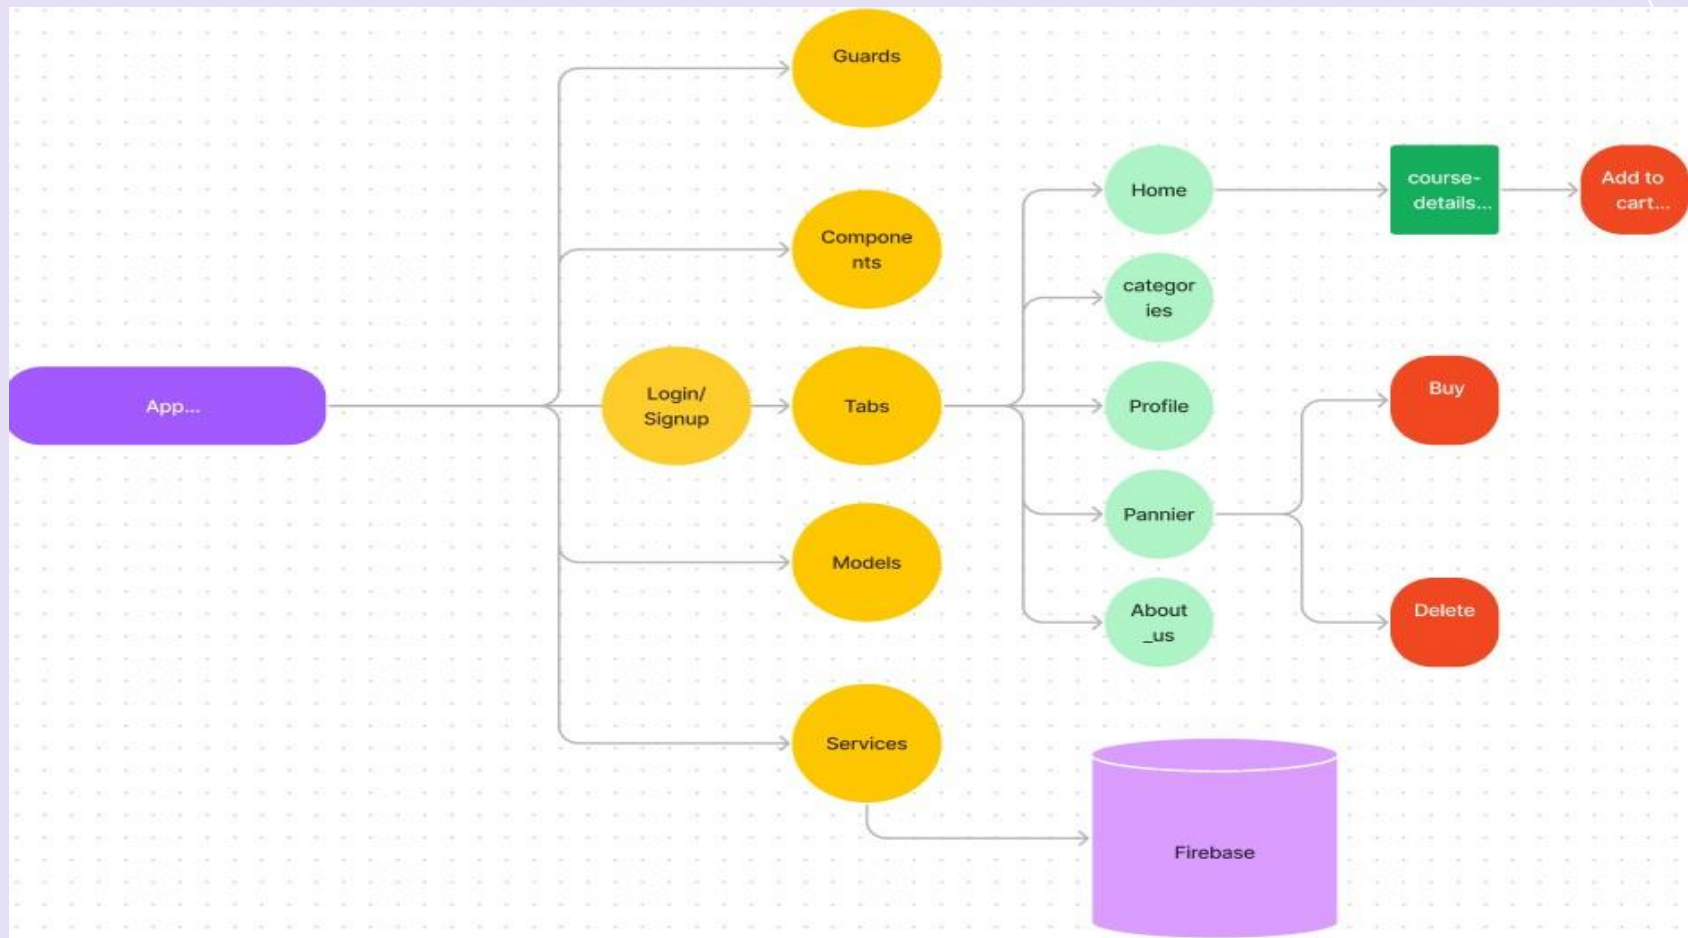 Guards
Home
course-
details...
Add to
cart...
Compone
nts
categor
ies
App...
Login/
Signup
Tabs
Profile
Buy
Pannier
Models
About
_us
Delete
Services
Firebase